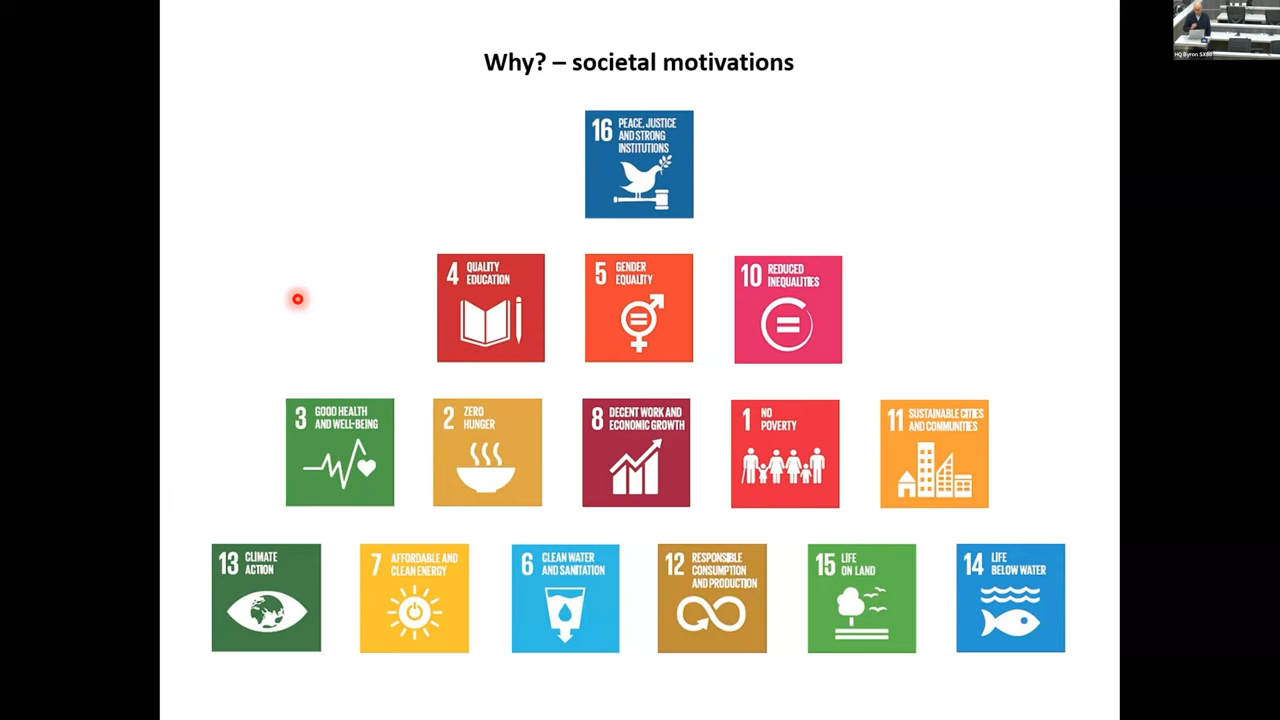 Why? – societal motivations
16 PEACE, JUSTICE
AND STRONG
INSTITUTIONS
4 QUALITY
EDUCATION
5 GENDER
EQUALITY
10 REDUCED
INEQUALITIES
3 GOOD HEALTH
AND WELL-BEING
2 ZERO
HUNGER
8 DECENT WORK AND
ECONOMIC GROWTH
1 NO
POVERTY
11 SUSTAINABLE CITIES
AND COMMUNITIES
13 CLIMATE
ACTION
7 AFFORDABLE AND
CLEAN ENERGY
6 CLEAN WATER
AND SANITATION
12 RESPONSIBLE
CONSUMPTION
AND PRODUCTION
15 LIFE
ON LAND
14 LIFE
BELOW WATER
HQ Byron